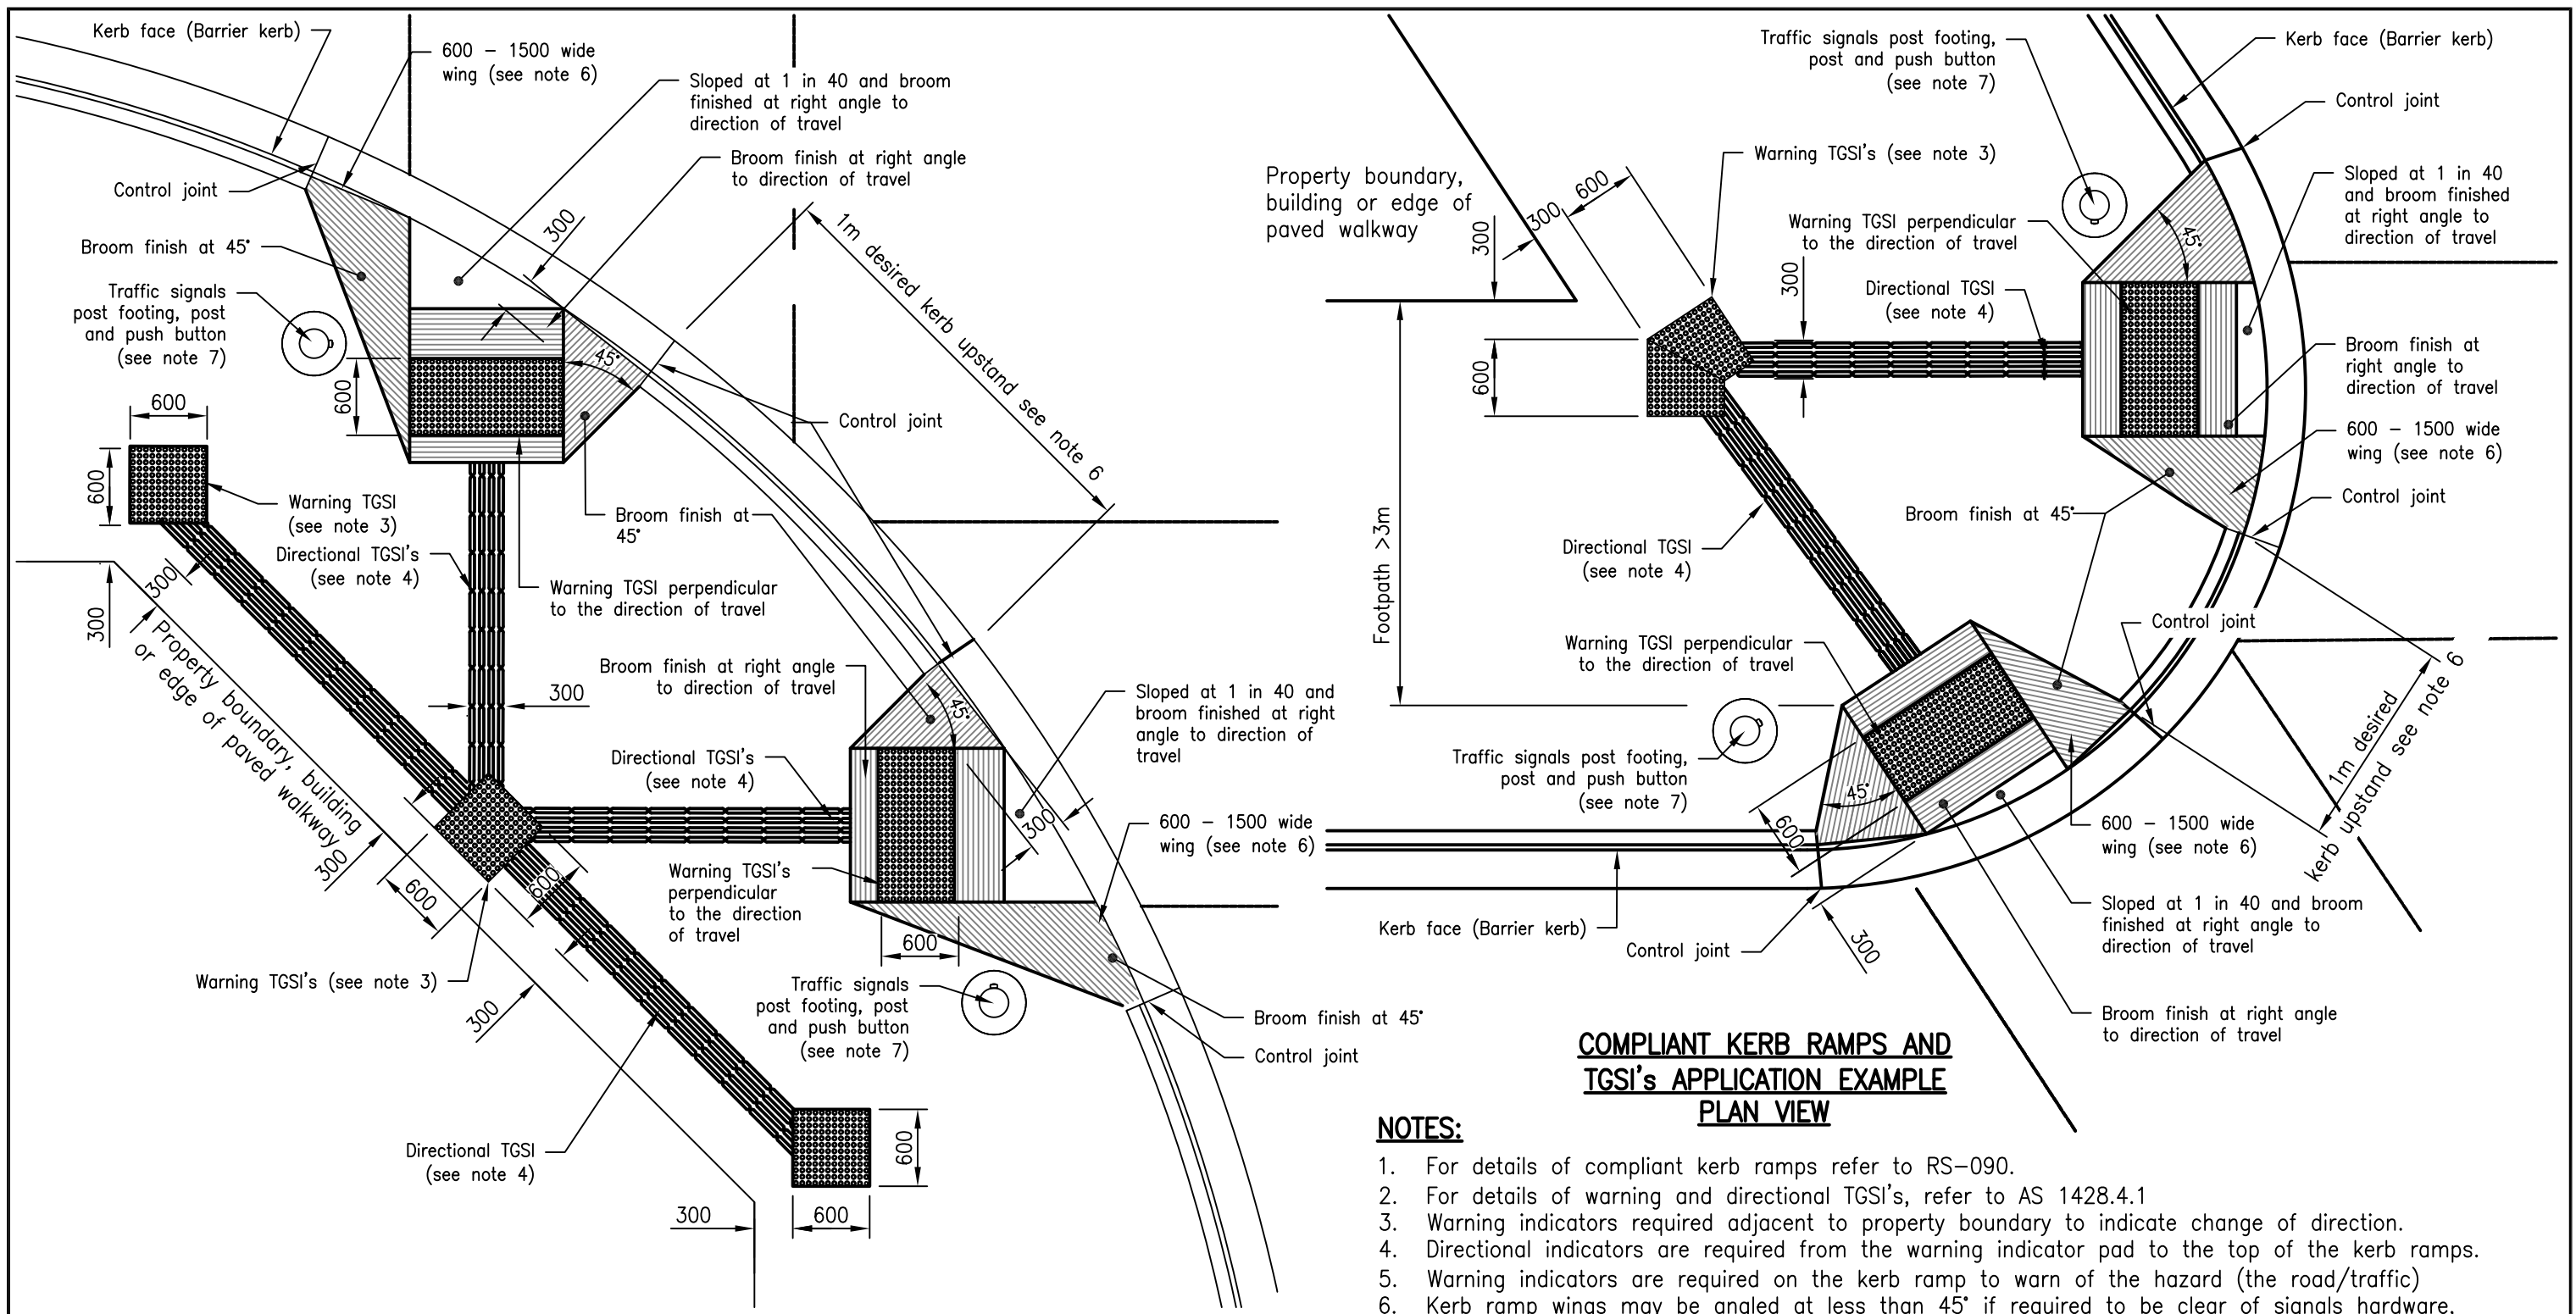 Kerb face (Barrier kerb)
600 – 1500 wide
wing (see note 6)
Sloped at 1 in 40 and broom
finished at right angle to
direction of travel
Broom finish at right angle
to direction of travel
Control joint
Broom finish at 45°
Traffic signals
post footing, post
and push button
(see note 7)
300
1m desired kerb upstand see note 6
45°
600
Control joint
600
600
Warning TGSI
(see note 3)
Directional TGSI's
(see note 4)
Broom finish at
45°
Warning TGSI perpendicular
to the direction of travel
300
300
Property boundary, building
or edge of paved walkway
Broom finish at right angle
to direction of travel
300
45°
Sloped at 1 in 40 and
broom finished at right
angle to direction of
travel
Directional TGSI's
(see note 4)
300
600 – 1500 wide
wing (see note 6)
300
600
600
Warning TGSI's
perpendicular
to the direction
of travel
600
Warning TGSI's (see note 3)
300
Traffic signals
post footing, post
and push button
(see note 7)
Broom finish at 45°
Control joint
Directional TGSI
(see note 4)
600
300
600
Traffic signals post footing,
post and push button
(see note 7)
Kerb face (Barrier kerb)
Control joint
Warning TGSI's (see note 3)
Property boundary,
building or edge of
paved walkway
600
300
300
Sloped at 1 in 40
and broom finished
at right angle to
direction of travel
Warning TGSI perpendicular
to the direction of travel
45°
300
Directional TGSI
(see note 4)
600
Broom finish at
right angle to
direction of travel
600 – 1500 wide
wing (see note 6)
Control joint
Broom finish at 45°
Footpath >3m
Directional TGSI
(see note 4)
Control joint
Warning TGSI perpendicular
to the direction of travel
1m desired
kerb upstand see note 6
Traffic signals post footing,
post and push button
(see note 7)
45°
600
600 – 1500 wide
wing (see note 6)
Kerb face (Barrier kerb)
Control joint
300
Sloped at 1 in 40 and broom
finished at right angle to
direction of travel
Broom finish at right angle
to direction of travel
COMPLIANT KERB RAMPS AND
TGSI's APPLICATION EXAMPLE
PLAN VIEW
NOTES:
1. For details of compliant kerb ramps refer to RS–090.
2. For details of warning and directional TGSI's, refer to AS 1428.4.1
3. Warning indicators required adjacent to property boundary to indicate change of direction.
4. Directional indicators are required from the warning indicator pad to the top of the kerb ramps.
5. Warning indicators are required on the kerb ramp to warn of the hazard (the road/traffic)
6. Kerb ramp wings may be angled at less than 45° if required to be clear of signals hardware.